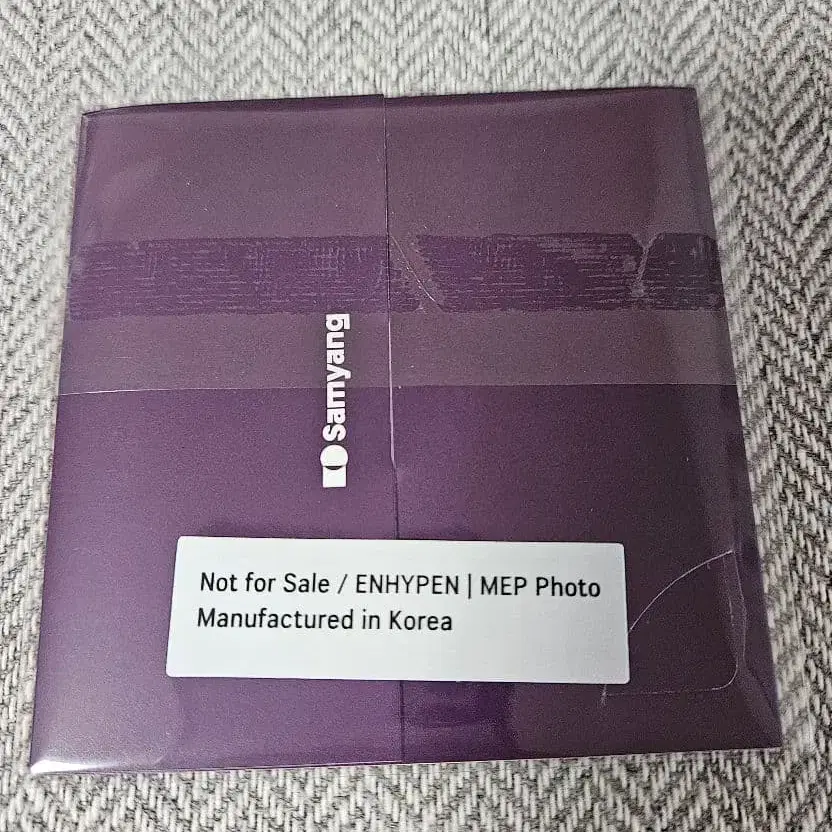 Samyang
Not for Sale / ENHYPEN | MEP Photo
Manufactured in Korea